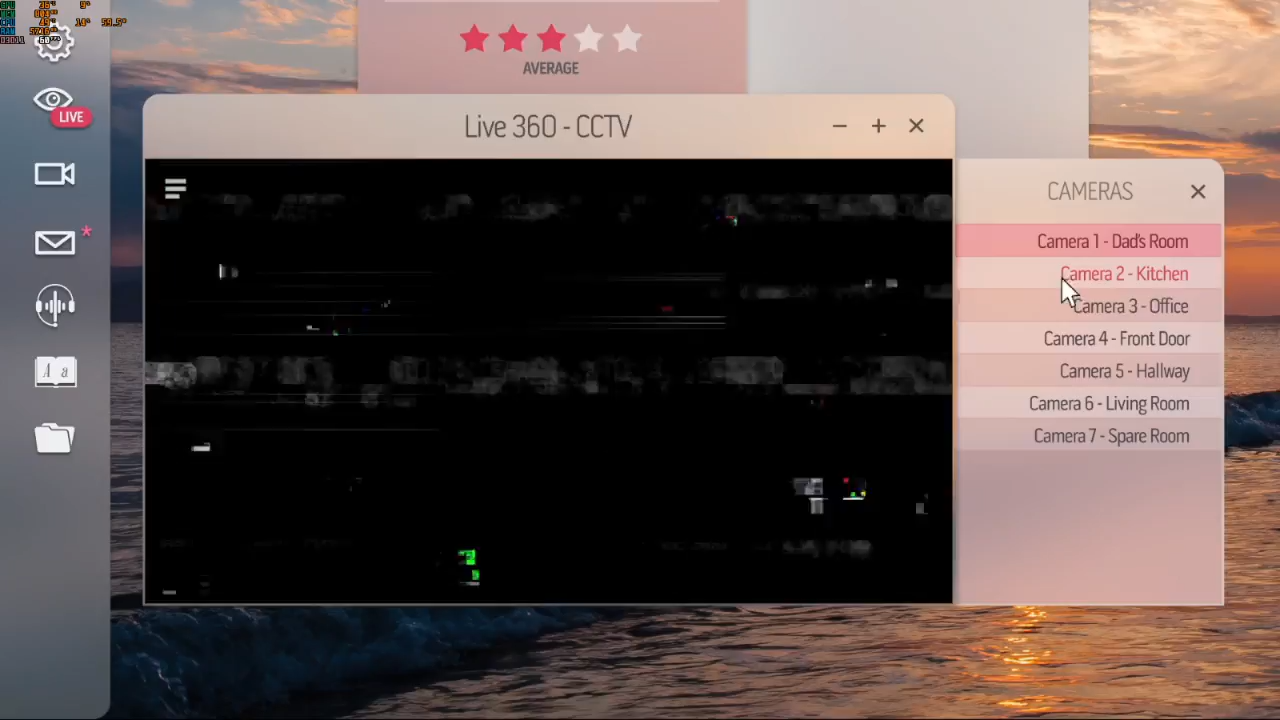 AVERAGE
LIVE
Live 360 - CCTV
CAMERAS
Camera 1 - Dad's Room
Camera 2 - Kitchen
Camera 3 - Office
Camera 4 - Front Door
Camera 5 - Hallway
Camera 6 - Living Room
Camera 7 - Spare Room
A a